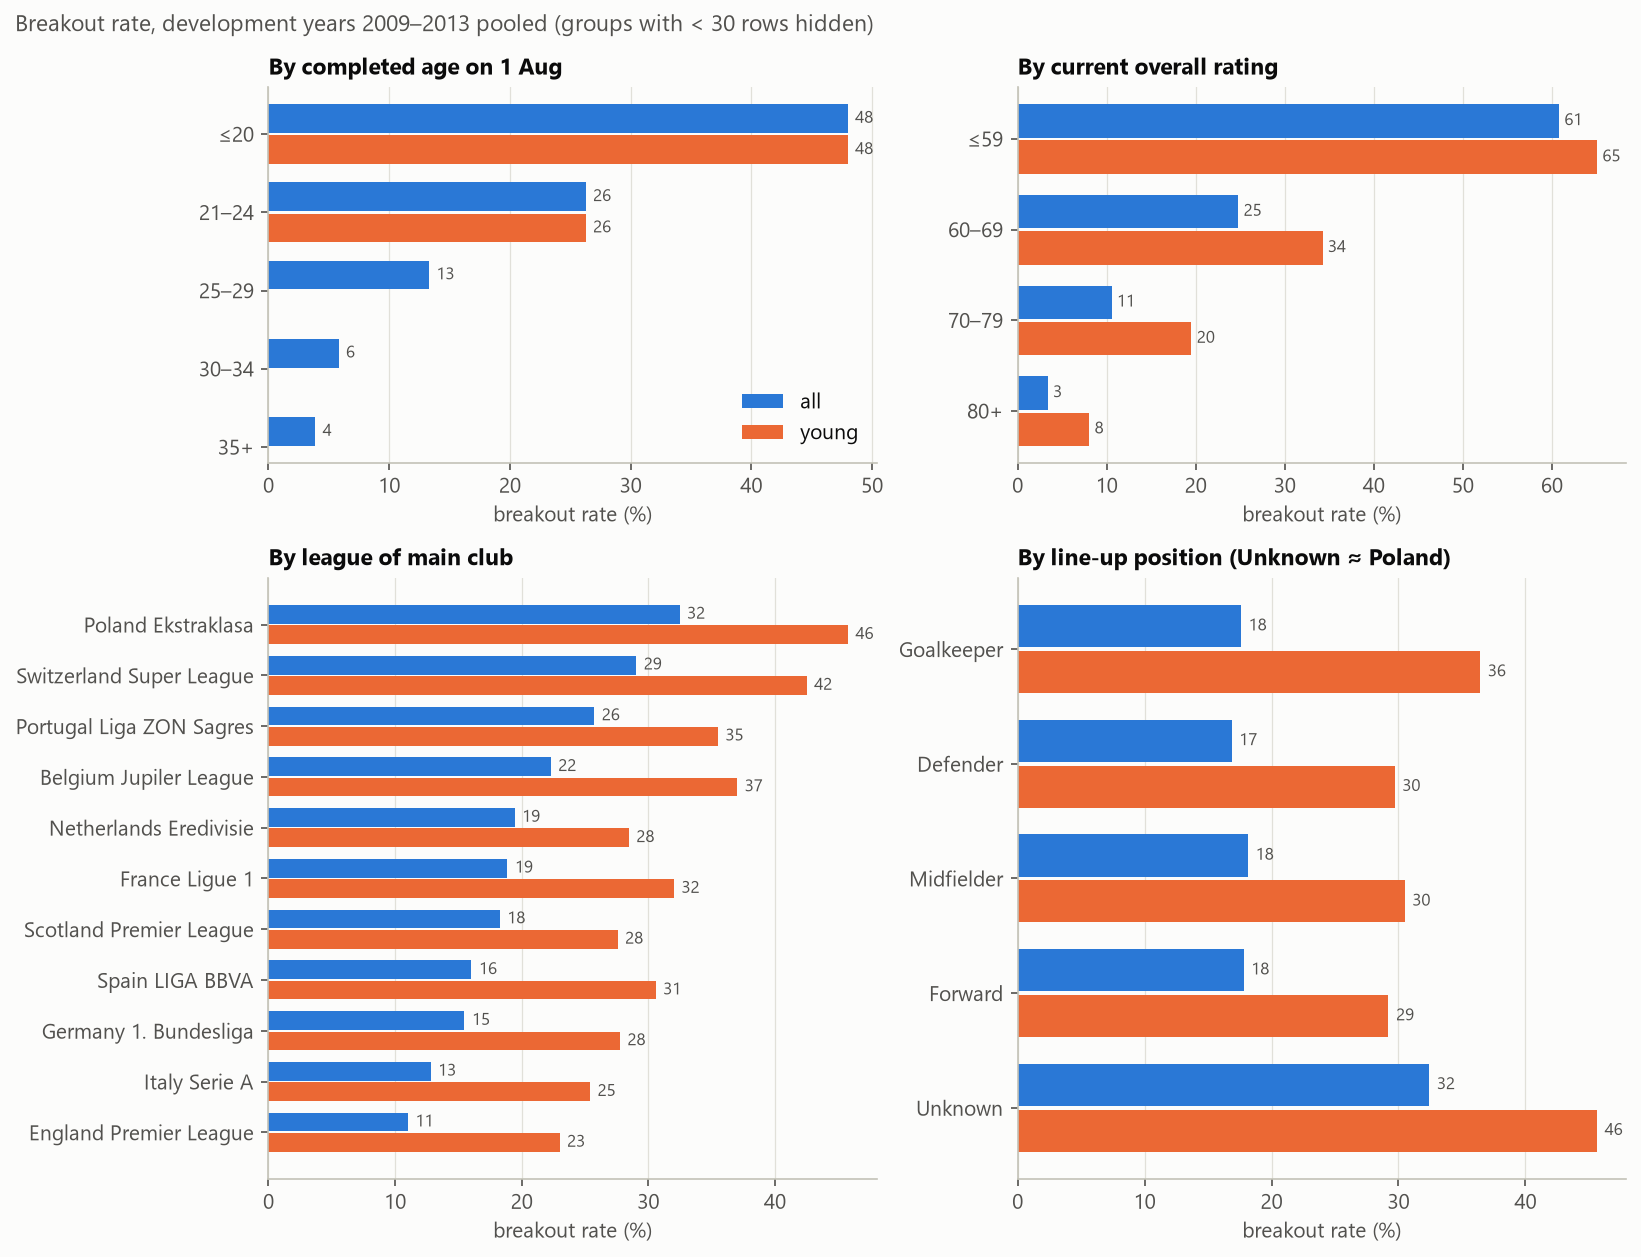 Breakout rate, development years 2009–2013 pooled (groups with < 30 rows hidden)
By completed age on 1 Aug
≤20
48
48
21–24
26
26
25–29
13
30–34
6
35+
4
all
young
0 10 20 30 40 50
breakout rate (%)
By current overall rating
≤59
61
65
60–69
25
34
70–79
11
20
80+
3
8
0 10 20 30 40 50 60
breakout rate (%)
By league of main club
Poland Ekstraklasa
32
46
Switzerland Super League
29
42
Portugal Liga ZON Sagres
26
35
Belgium Jupiler League
22
37
Netherlands Eredivisie
19
28
France Ligue 1
19
32
Scotland Premier League
18
28
Spain LIGA BBVA
16
31
Germany 1. Bundesliga
15
28
Italy Serie A
13
25
England Premier League
11
23
0 10 20 30 40
breakout rate (%)
By line-up position (Unknown ≈ Poland)
Goalkeeper
18
36
Defender
17
30
Midfielder
18
30
Forward
18
29
Unknown
32
46
0 10 20 30 40
breakout rate (%)